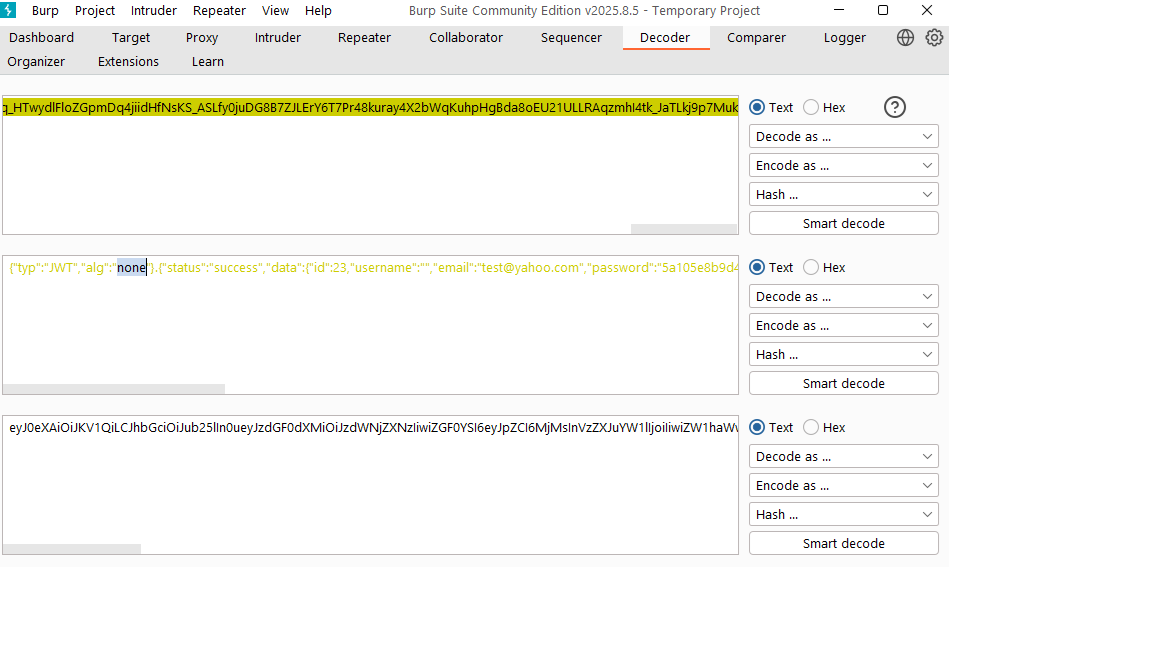 Burp Project Intruder Repeater View Help Burp Suite Community Edition v2025.8.5 - Temporary Project
Dashboard Target Proxy Intruder Repeater Collaborator Sequencer Decoder Comparer Logger
Organizer Extensions Learn
q_HTwydlFloZGpmDq4jiidHfNsKS_ASLfy0juDG8B7ZJLErY6T7Pr48kuray4X2bWqKuhpHgBda8oEU21ULLRAqzmhI4tk_JaTLkj9p7Muk
Text Hex ?
Decode as ...
Encode as ...
Hash ...
Smart decode
{"typ":"JWT","alg":"none"}.{"status":"success","data":{"id":23,"username":"","email":"test@yahoo.com","password":"5a105e8b9d4
Text Hex
Decode as ...
Encode as ...
Hash ...
Smart decode
eyJ0eXAiOiJKV1QiLCJhbGciOiJub25lIn0ueyJzdGF0dXMiOiJzdWNjZXNzIiwiZGF0YSI6eyJpZCI6MjMsInVzZXJuYW1lIjoiIiwiZW1haWw
Text Hex
Decode as ...
Encode as ...
Hash ...
Smart decode